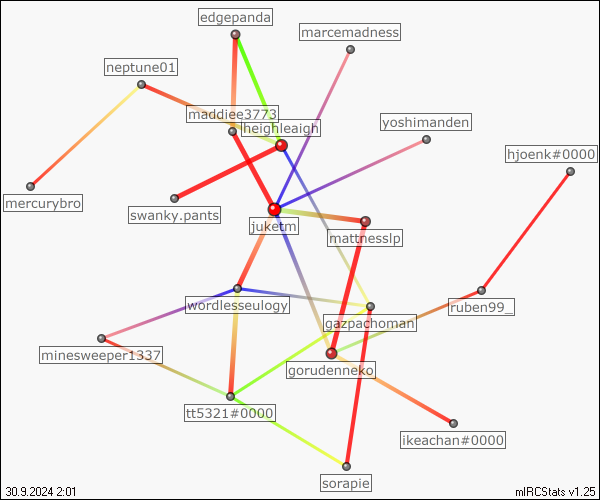 edgepanda
marcemadness
neptune01
maddiee3773
heighleaigh
yoshimanden
hjoenk#0000
mercurybro
swanky.pants
juketm
mattnesslp
wordlesseulogy
ruben99_
gazpachoman
minesweeper1337
gorudenneko
tt5321#0000
ikeachan#0000
sorapie
30.9.2024 2:01
mIRCStats v1.25